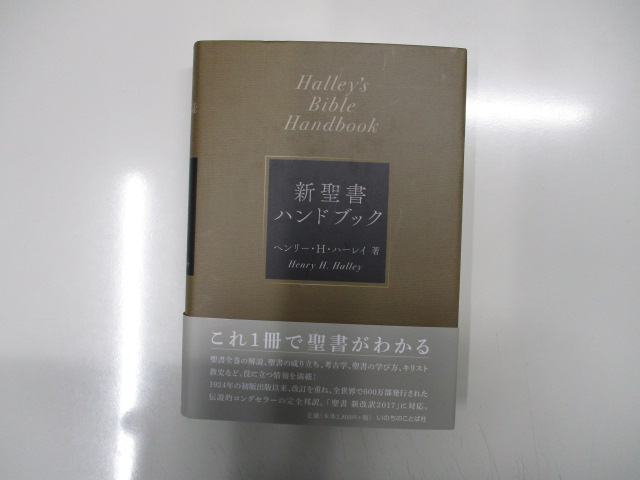 Halley's
Bible
Handbook
新聖書
ハンドブック
ヘンリー・H・ハーレイ 著
Henry H. Halley
これ1冊で聖書がわかる
聖書全巻の解説、聖書の成り立ち、考古学、聖書の学び方、キリスト
教史など、役に立つ情報を満載!
1924年の初版出版以来、改訂を重ね、全世界で600万部発行された
伝説的ロングセラーの完全邦訳。「聖書 新改訳2017」に対応。
いのちのことば社